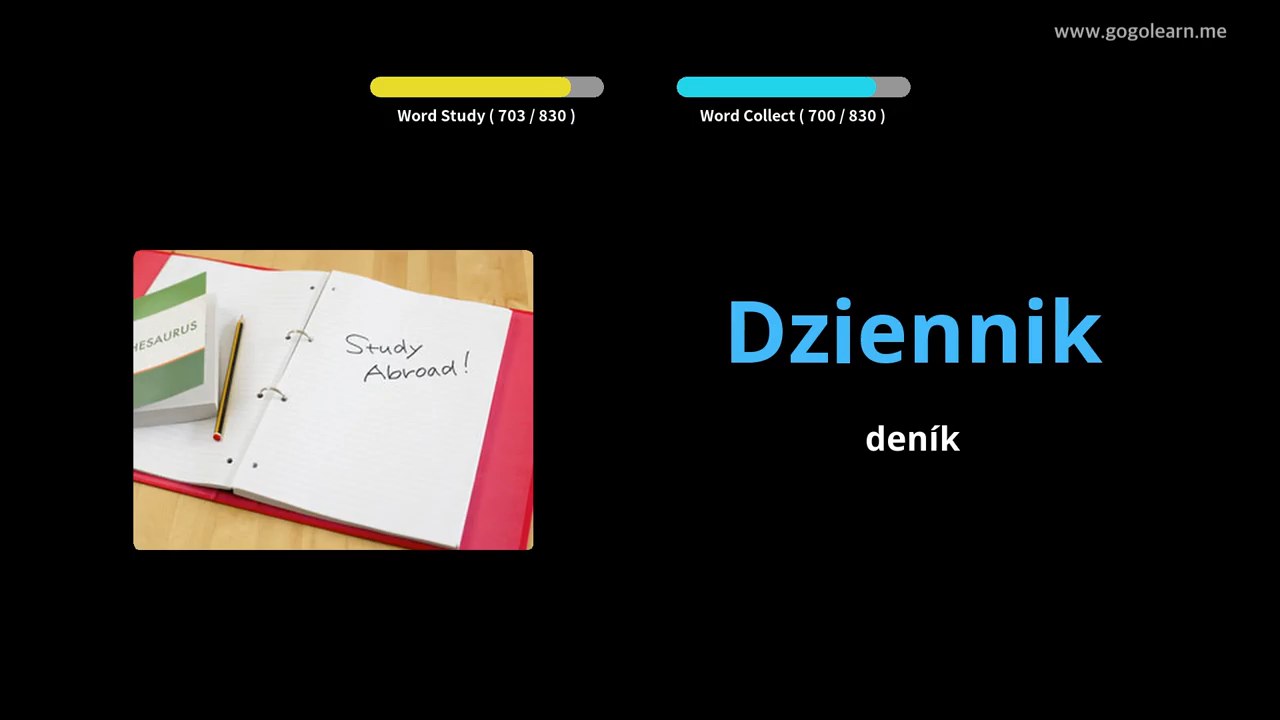 www.gogolearn.me
Word Study ( 703 / 830 )
Word Collect ( 700 / 830 )
HESAURUS
Study
Abroad!
Dziennik
deník